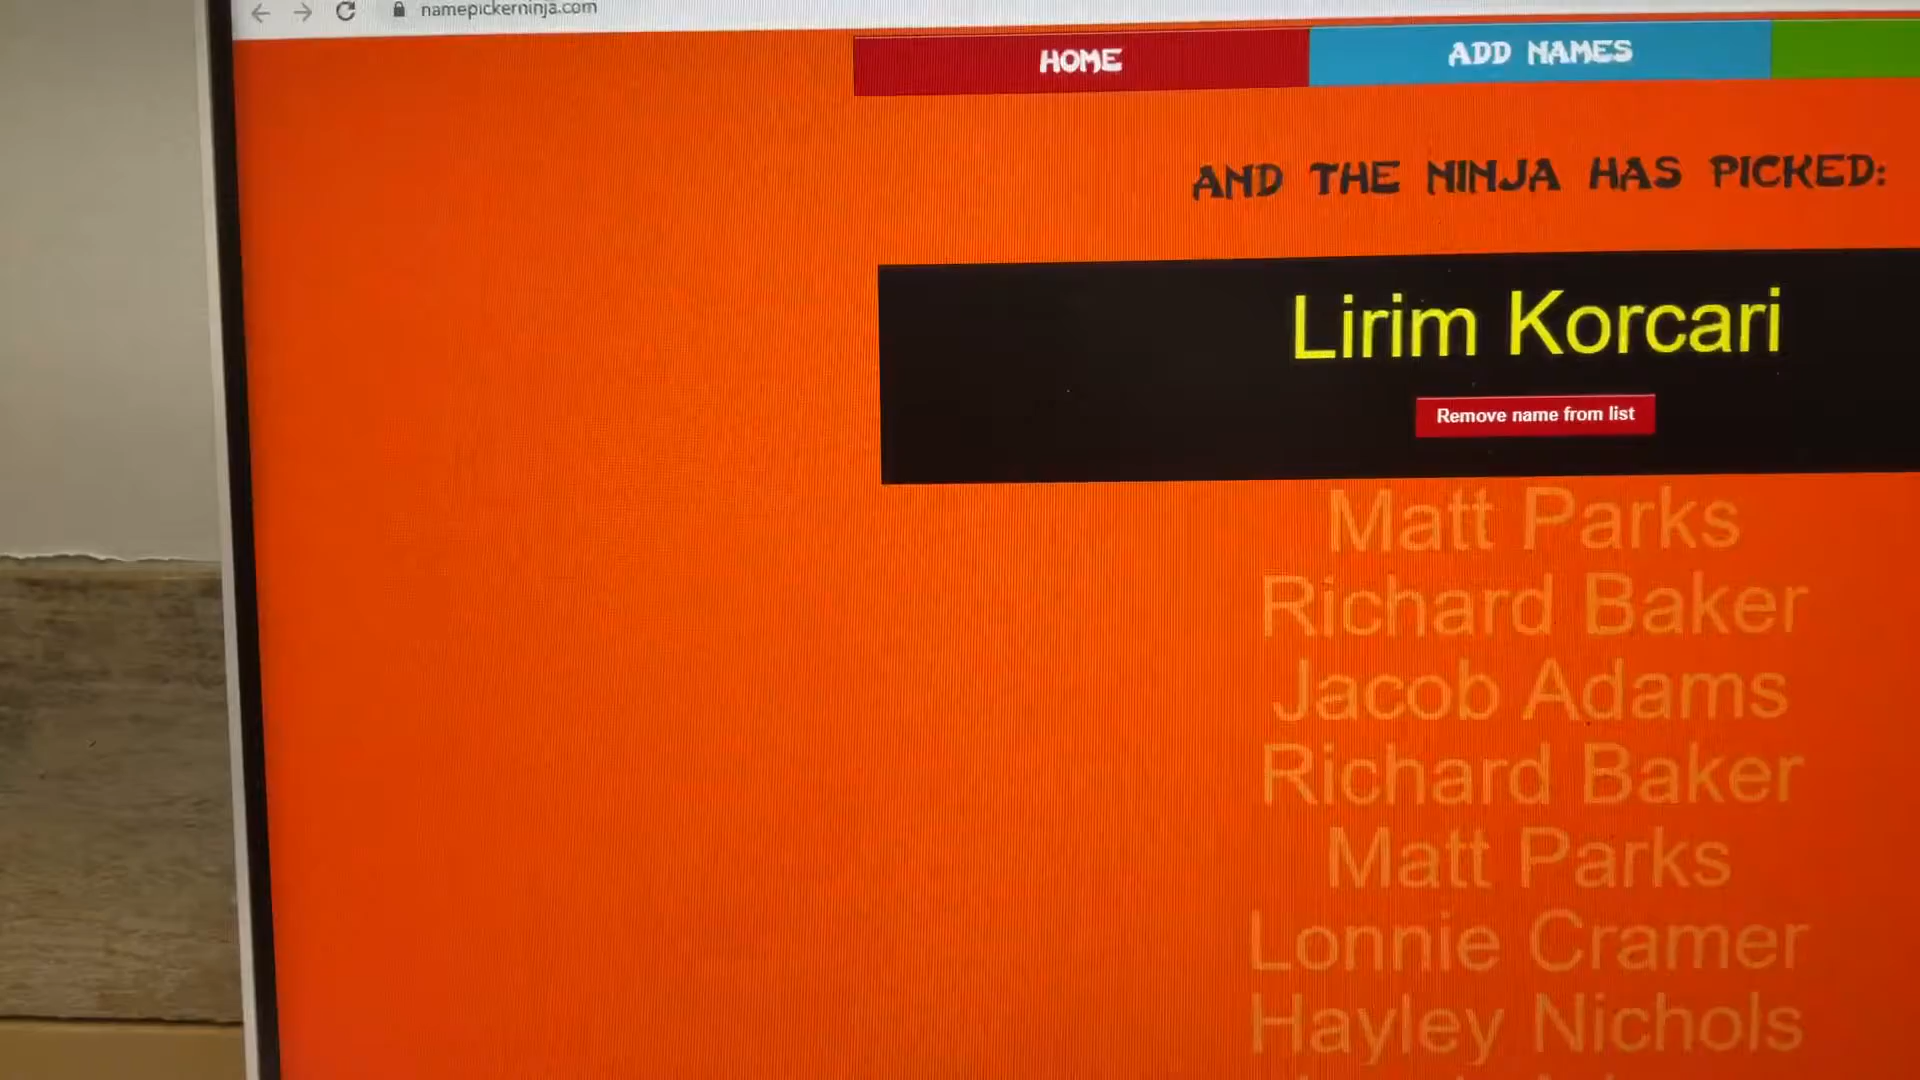 namepickerninja.com
HOME
ADD NAMES
AND THE NINJA HAS PICKED:
Lirim Korcari
Remove name from list
Matt Parks
Richard Baker
Jacob Adams
Richard Baker
Matt Parks
Lonnie Cramer
Hayley Nichols